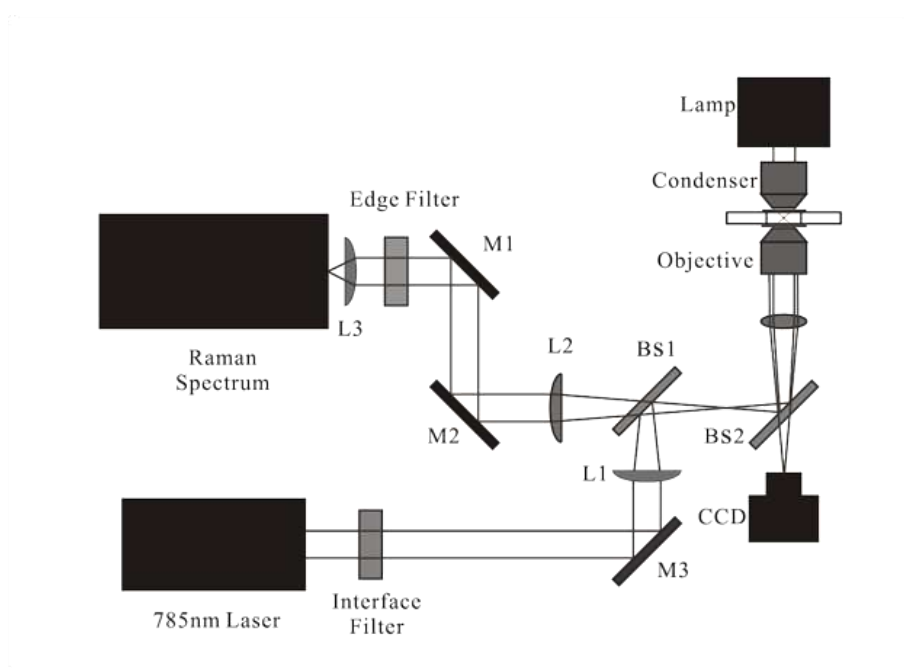 Lamp
Condenser
Edge Filter
M1
Objective
L3
Raman
Spectrum
L2
BS1
M2
BS2
L1
CCD
M3
785nm Laser
Interface
Filter